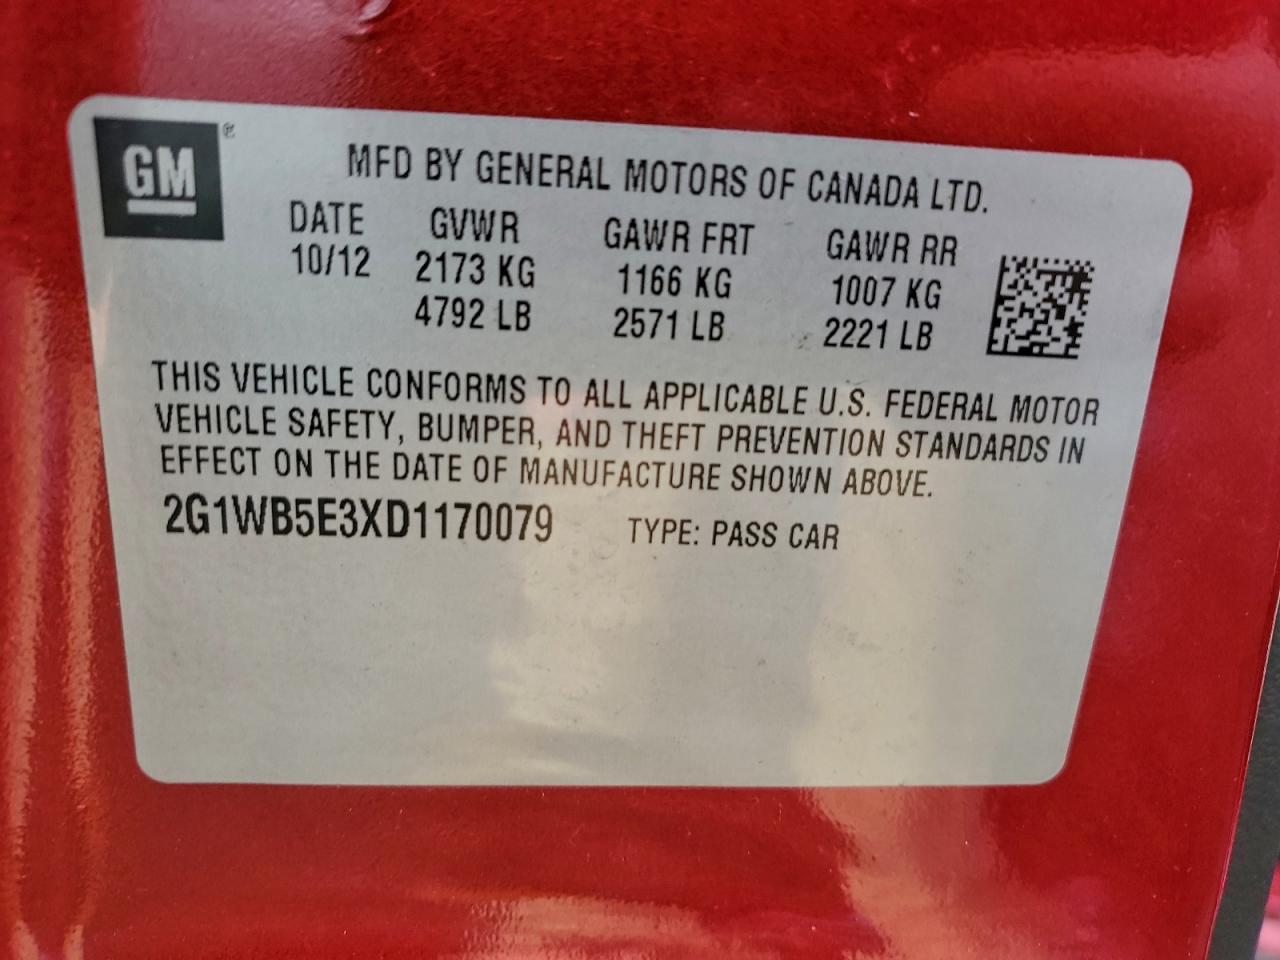 GM®
MFD BY GENERAL MOTORS OF CANADA LTD.
DATE GVWR GAWR FRT GAWR RR
10/12 2173 KG 1166 KG 1007 KG
4792 LB 2571 LB 2221 LB
THIS VEHICLE CONFORMS TO ALL APPLICABLE U.S. FEDERAL MOTOR
VEHICLE SAFETY, BUMPER, AND THEFT PREVENTION STANDARDS IN
EFFECT ON THE DATE OF MANUFACTURE SHOWN ABOVE.
2G1WB5E3XD1170079 TYPE: PASS CAR